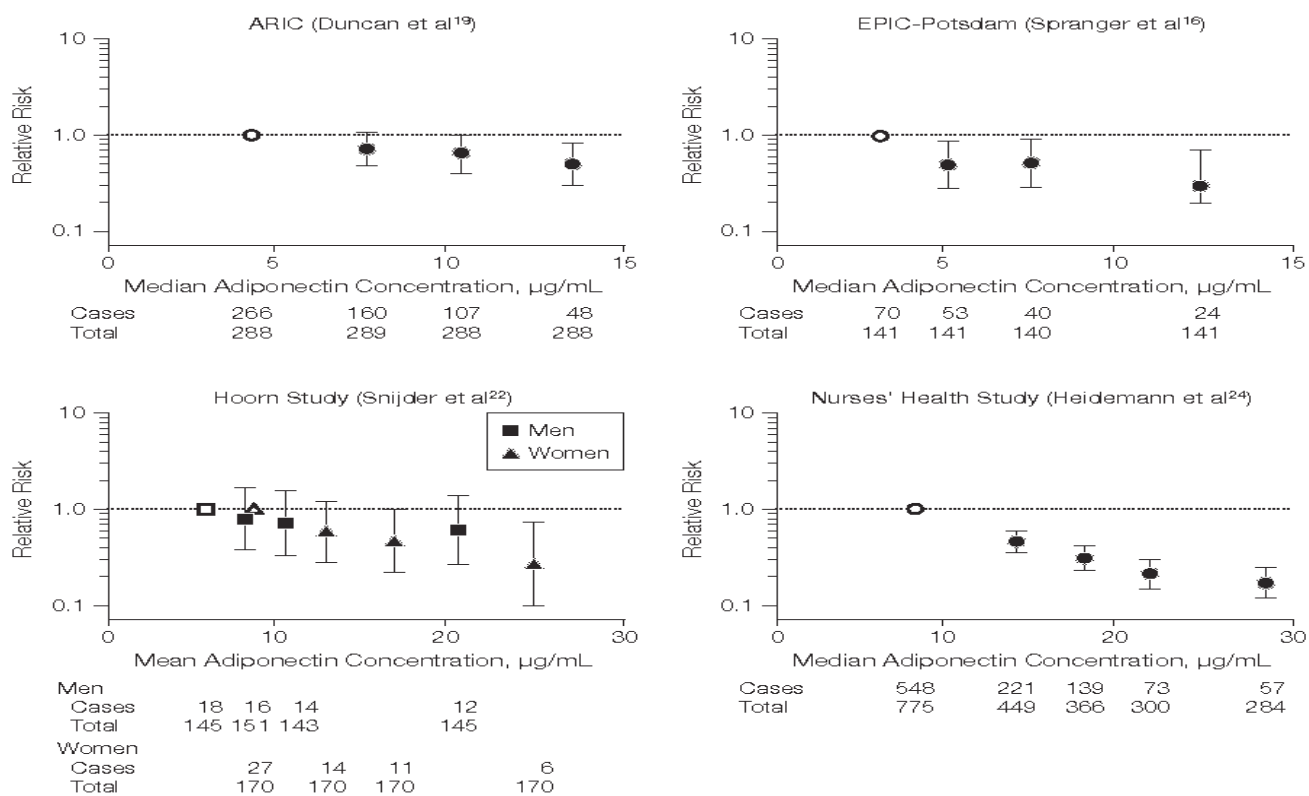 ARIC (Duncan et al19)
10
1.0
0.1
Relative Risk
0 5 10 15
Median Adiponectin Concentration, µg/mL
Cases 266 160 107 48
Total 288 289 288 288
EPIC-Potsdam (Spranger et al16)
10
1.0
0.1
Relative Risk
0 5 10 15
Median Adiponectin Concentration, µg/mL
Cases 70 53 40 24
Total 141 141 140 141
Hoorn Study (Snijder et al22)
Men
Women
10
1.0
0.1
Relative Risk
0 10 20 30
Mean Adiponectin Concentration, µg/mL
Men
Cases 18 16 14 12
Total 145 151 143 145
Women
Cases 27 14 11 6
Total 170 170 170 170
Nurses' Health Study (Heidemann et al24)
10
1.0
0.1
Relative Risk
0 10 20 30
Median Adiponectin Concentration, µg/mL
Cases 548 221 139 73 57
Total 775 449 366 300 284